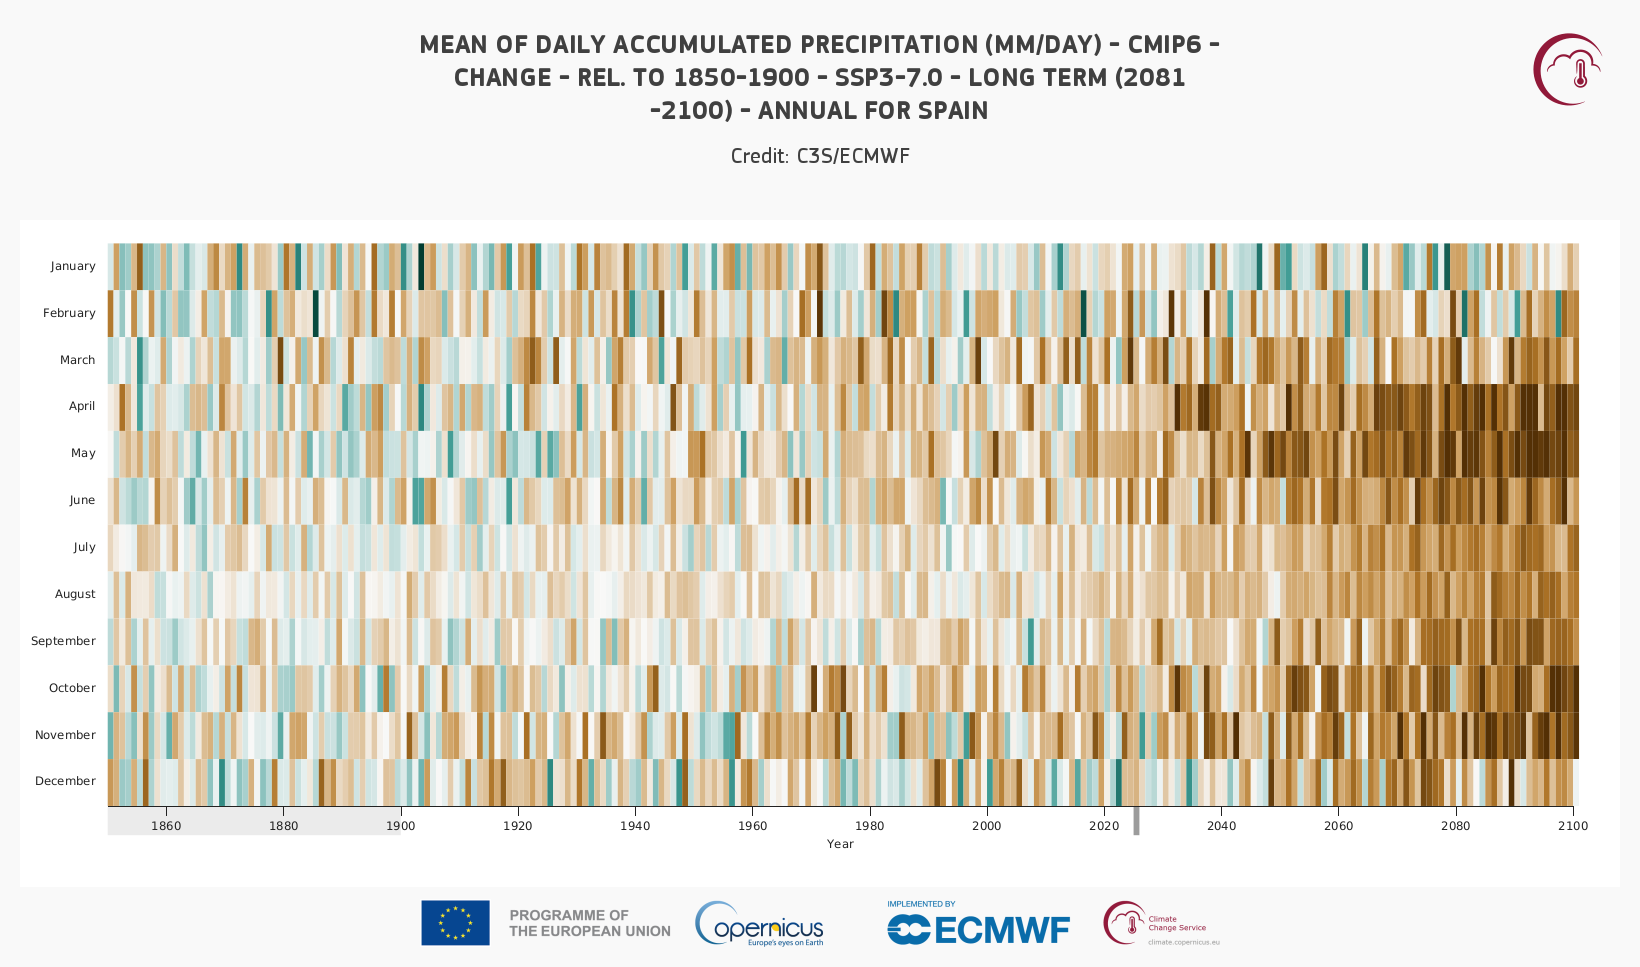 MEAN OF DAILY ACCUMULATED PRECIPITATION (MM/DAY) - CMIP6 -
CHANGE - REL. TO 1850-1900 - SSP3-7.0 - LONG TERM (2081
-2100) - ANNUAL FOR SPAIN
Credit: C3S/ECMWF
January
February
March
April
May
June
July
August
September
October
November
December
1860 1880 1900 1920 1940 1960 1980 2000 2020 2040 2060 2080 2100
Year
PROGRAMME OF
THE EUROPEAN UNION
opernicus
Europe's eyes on Earth
IMPLEMENTED BY
ECMWF
Climate
Change Service
climate.copernicus.eu